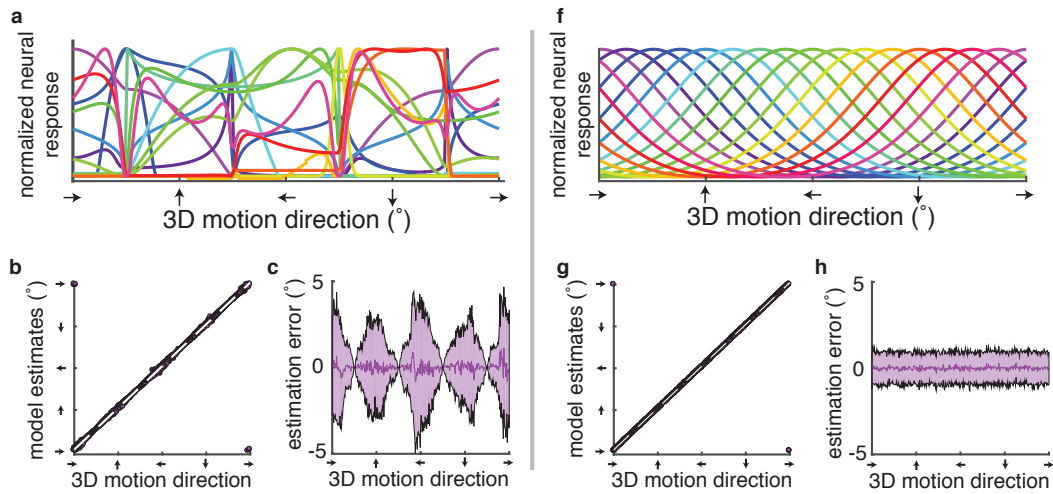 a
normalized neural
response
3D motion direction (°)
f
normalized neural
response
3D motion direction (°)
b
model estimates (°)
3D motion direction
c
estimation error (°)
5
0
-5
3D motion direction
g
model estimates (°)
3D motion direction
h
estimation error (°)
5
0
-5
3D motion direction